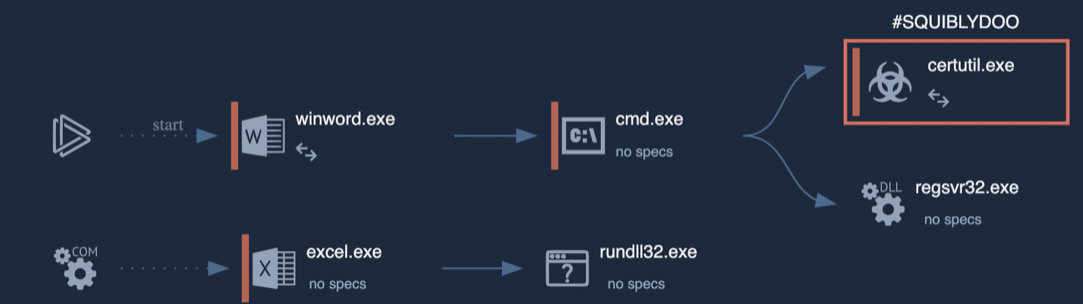 #SQUIBLYDOO
certutil.exe
start
winword.exe
W
C:\
cmd.exe
no specs
DLL
regsvr32.exe
no specs
COM
X
excel.exe
no specs
?
rundll32.exe
no specs